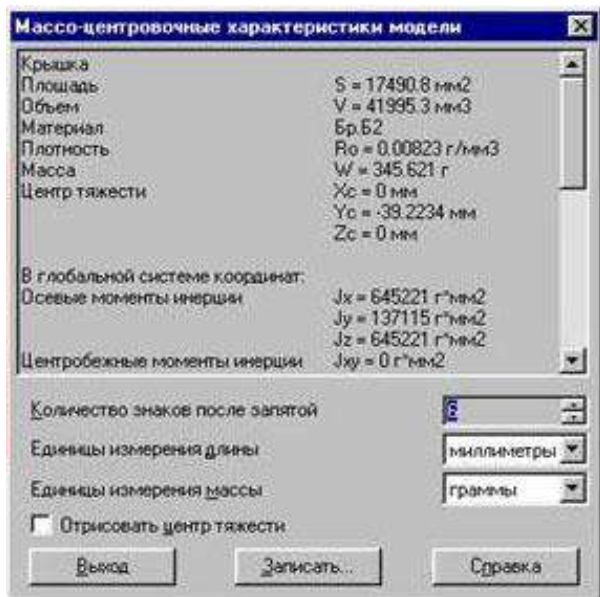 Массо-центровочные характеристики модели
Крышка
Площадь S = 17490.8 мм2
Объем V = 41995.3 мм3
Материал Бр.Б2
Плотность Ro = 0.00823 г/мм3
Масса W = 345.621 г
Центр тяжести Xc = 0 мм
Yc = -39.2234 мм
Zc = 0 мм
В глобальной системе координат:
Осевые моменты инерции Jx = 645221 г*мм2
Jy = 137115 г*мм2
Jz = 645221 г*мм2
Центробежные моменты инерции Jxy = 0 г*мм2
Количество знаков после запятой 6
Единицы измерения длины миллиметры
Единицы измерения массы граммы
Отрисовать центр тяжести
Выход Записать... Справка